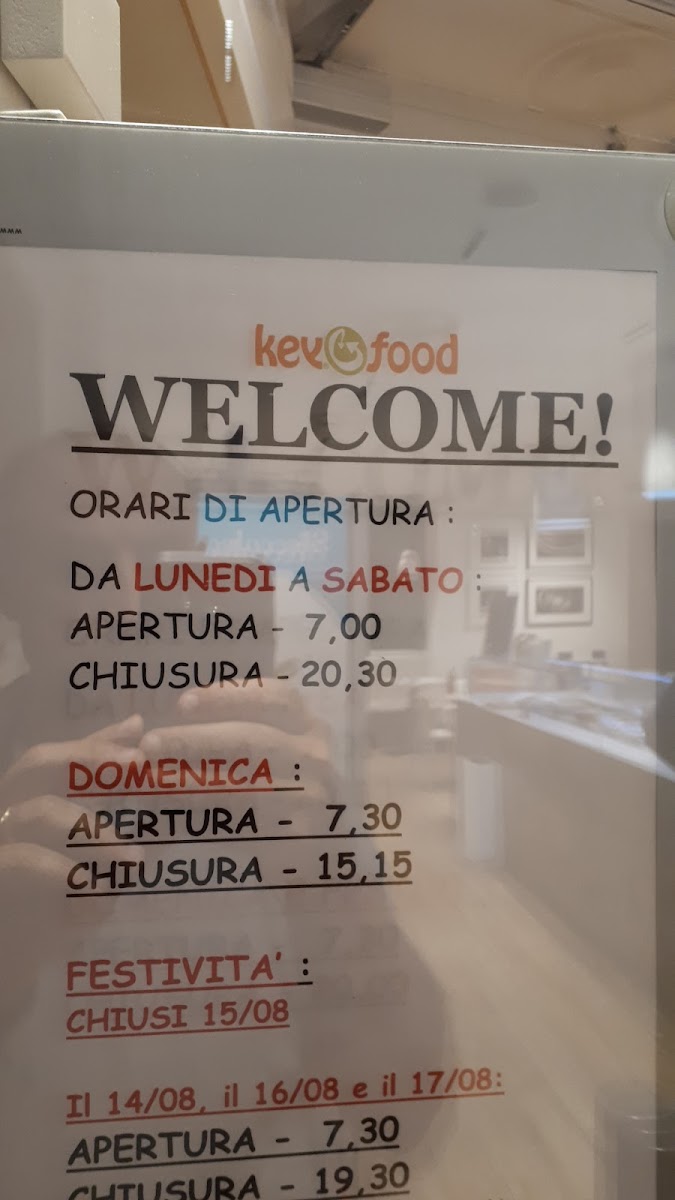 key food
WELCOME!
ORARI DI APERTURA :
DA LUNEDI A SABATO :
APERTURA - 7,00
CHIUSURA - 20,30
DOMENICA :
APERTURA - 7,30
CHIUSURA - 15,15
FESTIVITA' :
CHIUSI 15/08
Il 14/08, il 16/08 e il 17/08:
APERTURA - 7,30
CHIUSURA - 19,30